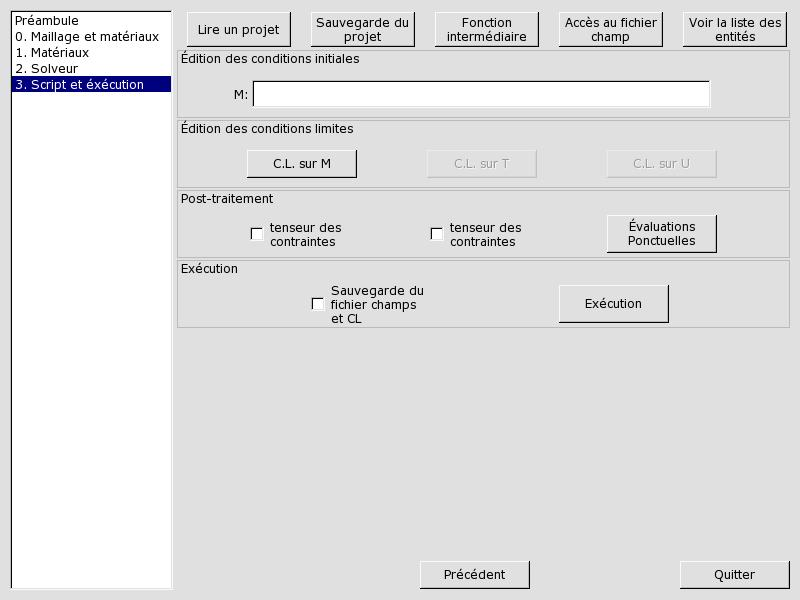 Préambule
0. Maillage et matériaux
1. Matériaux
2. Solveur
3. Script et éxécution
Lire un projet
Sauvegarde du
projet
Fonction
intermédiaire
Accès au fichier
champ
Voir la liste des
entités
Édition des conditions initiales
M:
Édition des conditions limites
C.L. sur M
C.L. sur T
C.L. sur U
Post-traitement
tenseur des
contraintes
tenseur des
contraintes
Évaluations
Ponctuelles
Exécution
Sauvegarde du
fichier champs
et CL
Exécution
Précédent
Quitter